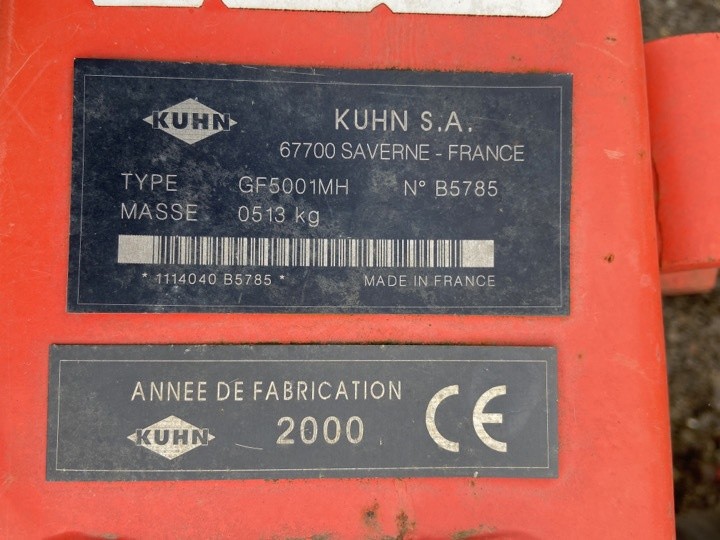 KUHN KUHN S.A.
67700 SAVERNE - FRANCE
TYPE GF5001MH N° B5785
MASSE 0513 kg
* 1114040 B5785 * MADE IN FRANCE
ANNEE DE FABRICATION
KUHN 2000 CE